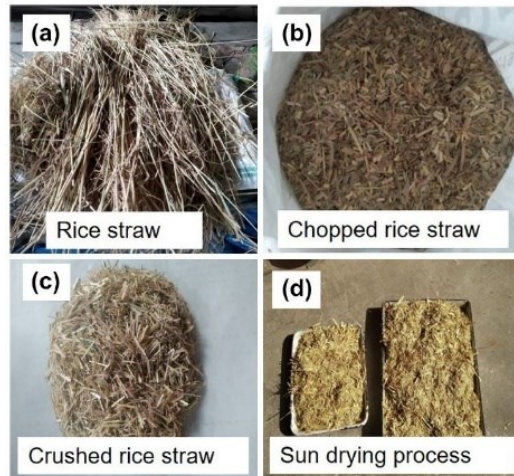 (a)
Rice straw
(b)
Chopped rice straw
(c)
Crushed rice straw
(d)
Sun drying process